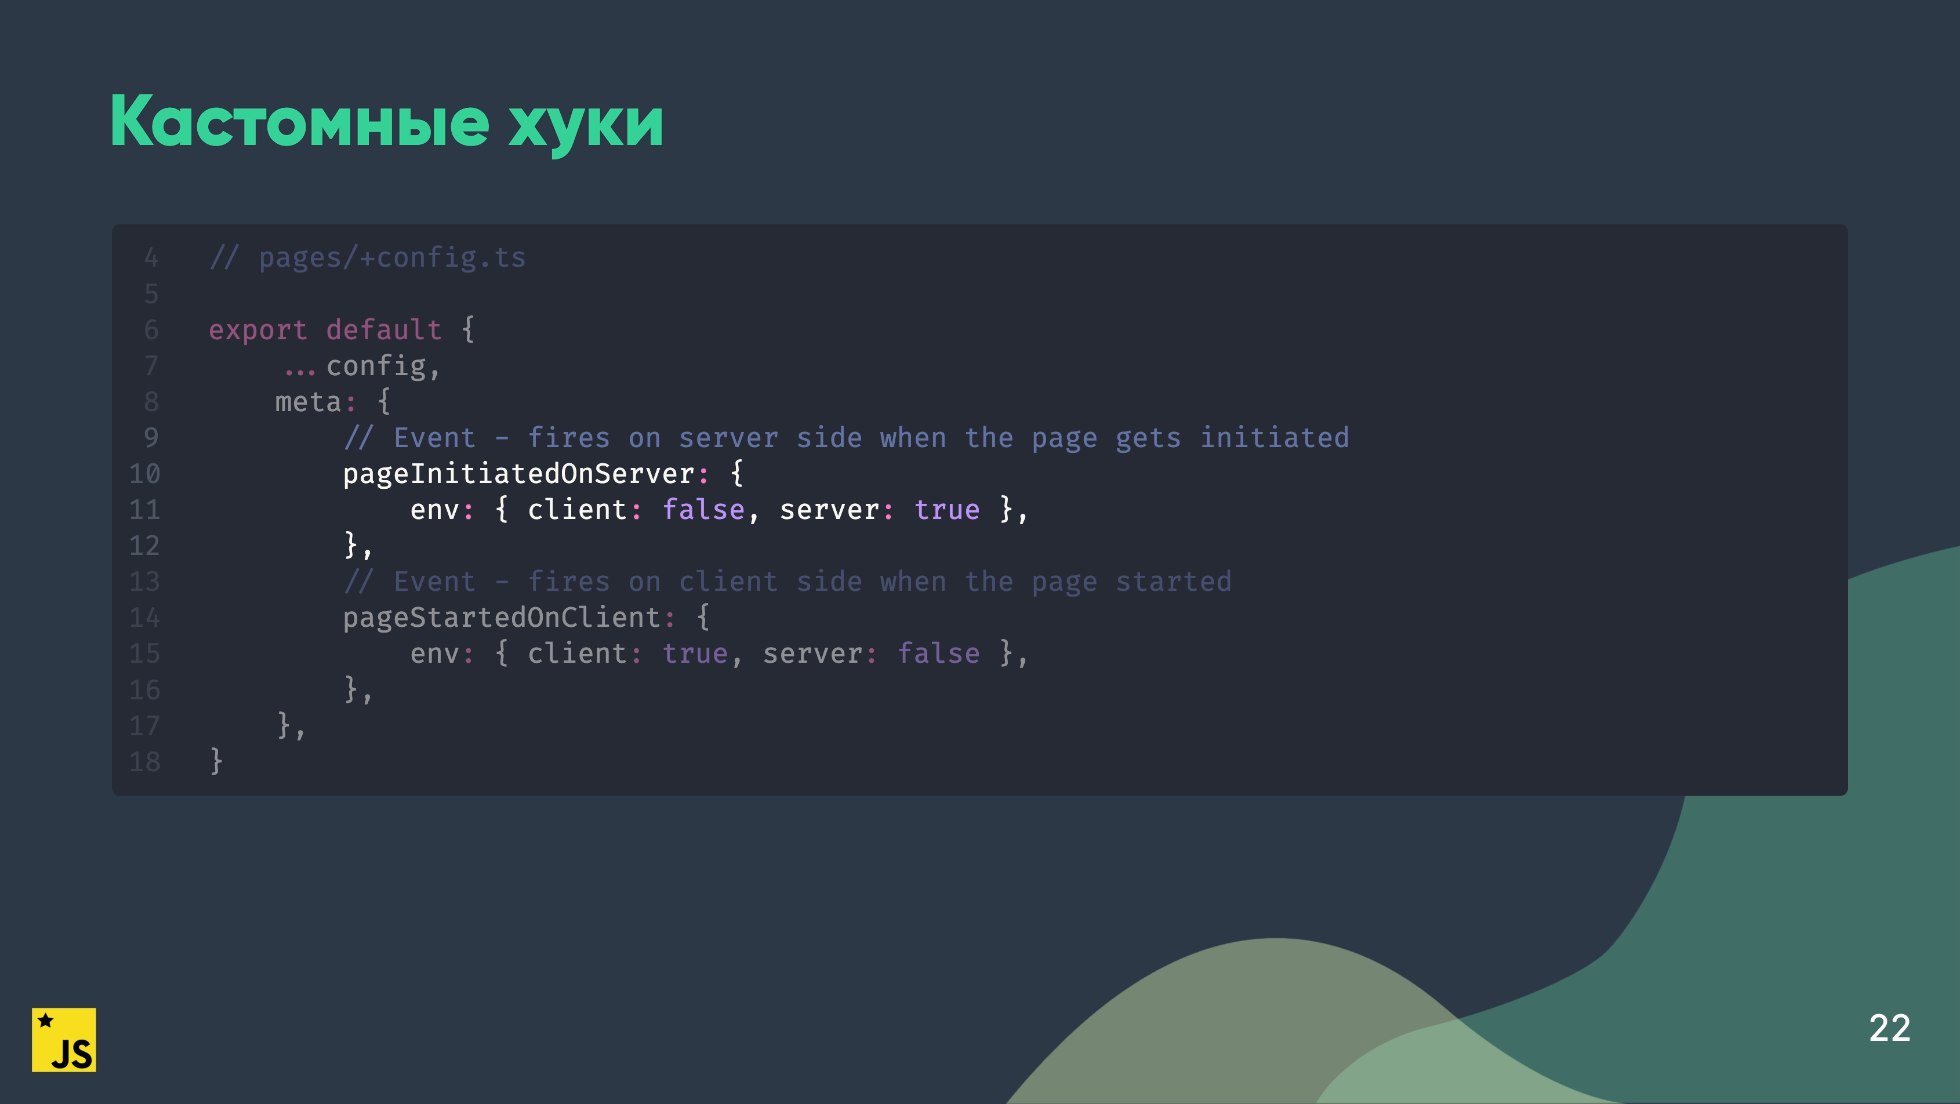 Кастомные хуки
4 // pages/+config.ts
5
6 export default {
7 ...config,
8 meta: {
9 // Event - fires on server side when the page gets initiated
10 pageInitiatedOnServer: {
11 env: { client: false, server: true },
12 },
13 // Event - fires on client side when the page started
14 pageStartedOnClient: {
15 env: { client: true, server: false },
16 },
17 },
18 }
JS
22